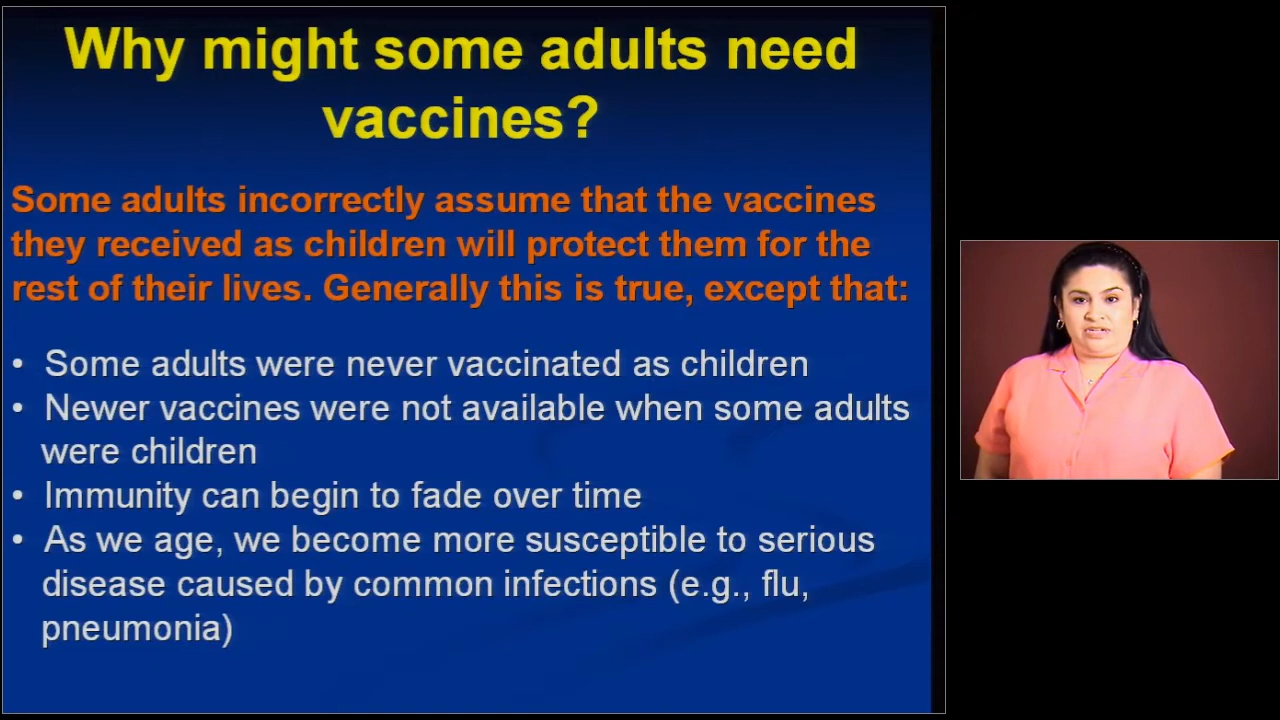 Why might some adults need
vaccines?
Some adults incorrectly assume that the vaccines
they received as children will protect them for the
rest of their lives. Generally this is true, except that:
• Some adults were never vaccinated as children
• Newer vaccines were not available when some adults
were children
• Immunity can begin to fade over time
• As we age, we become more susceptible to serious
disease caused by common infections (e.g., flu,
pneumonia)